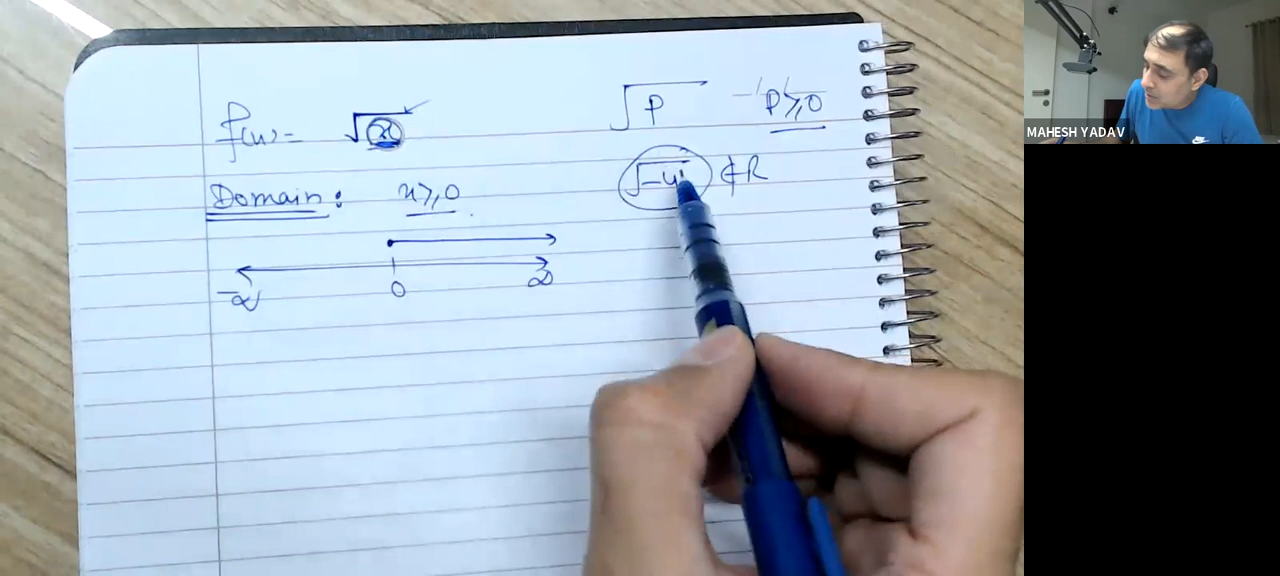 f(x) = √x
Domain : x ≥ 0
-∞ 0 ∞
√P P ≥ 0
√-4 ∉ R
MAHESH YADAV